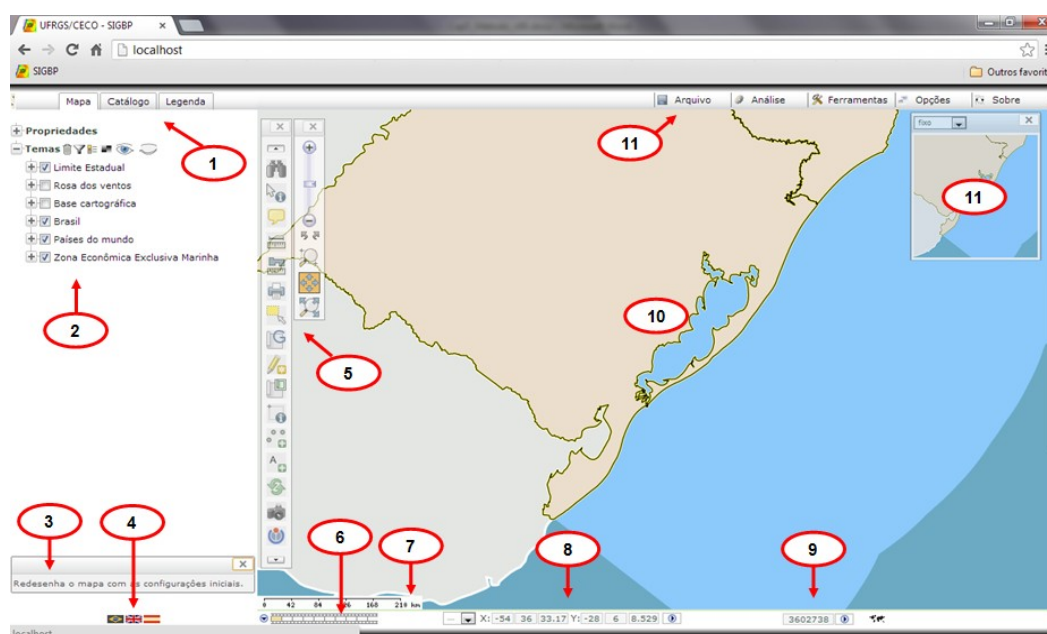 UFRGS/CECO - SIGBP
localhost
SIGBP
Outros favorit
Mapa Catálogo Legenda
Arquivo Análise Ferramentas Opções Sobre
Propriedades
Temas
Limite Estadual
Rosa dos ventos
Base cartográfica
Brasil
Países do mundo
Zona Econômica Exclusiva Marinha
fixo
1
2
3
4
5
6
7
8
9
10
11
11
Redesenha o mapa com as configurações iniciais.
0 42 84 126 168 210 km
-- X: -54 36 33.17 Y: -28 6 8.529
3602738
localhost